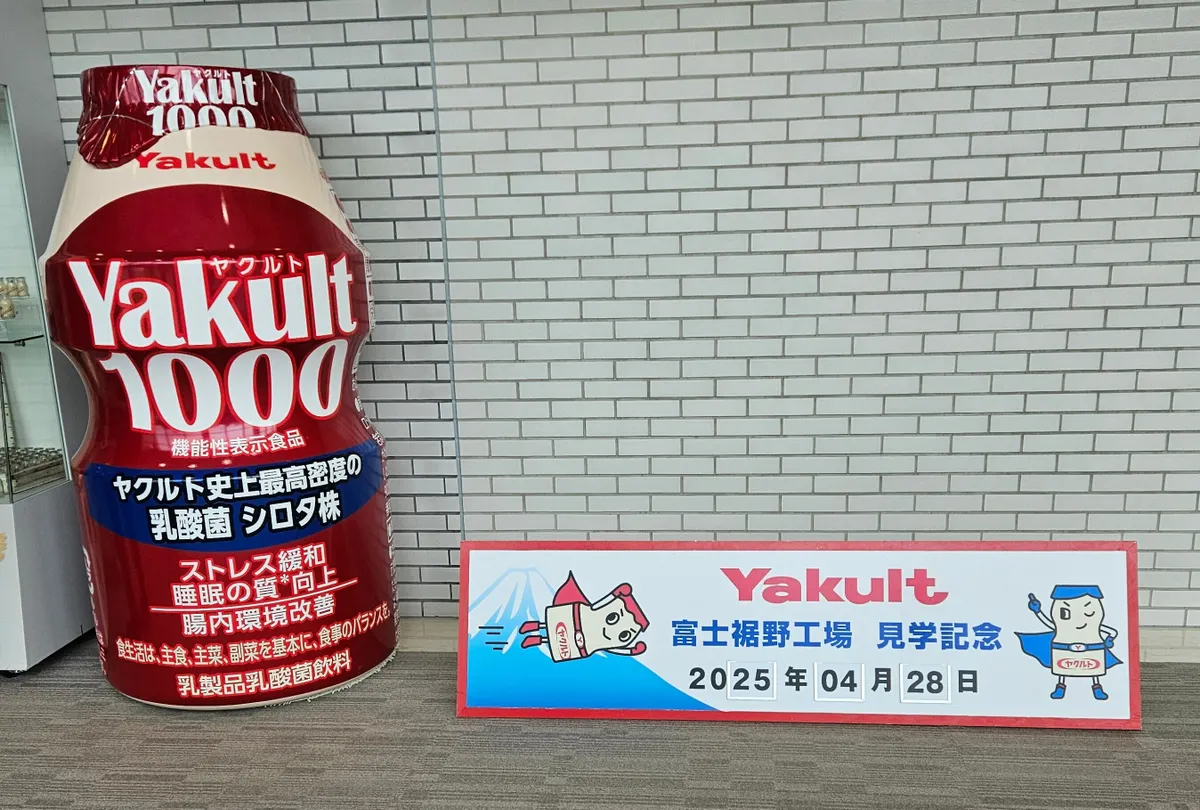 ヤクルト
Yakult
1000
Yakult
ヤクルト
Yakult
1000
機能性表示食品
ヤクルト史上最高密度の
乳酸菌 シロタ株
ストレス緩和
睡眠の質*向上
腸内環境改善
食生活は、主食、主菜、副菜を基本に、食事のバランスを。
乳製品乳酸菌飲料
Yakult
富士裾野工場 見学記念
2025年04月28日
ヤクルト
Y
ヤクルト